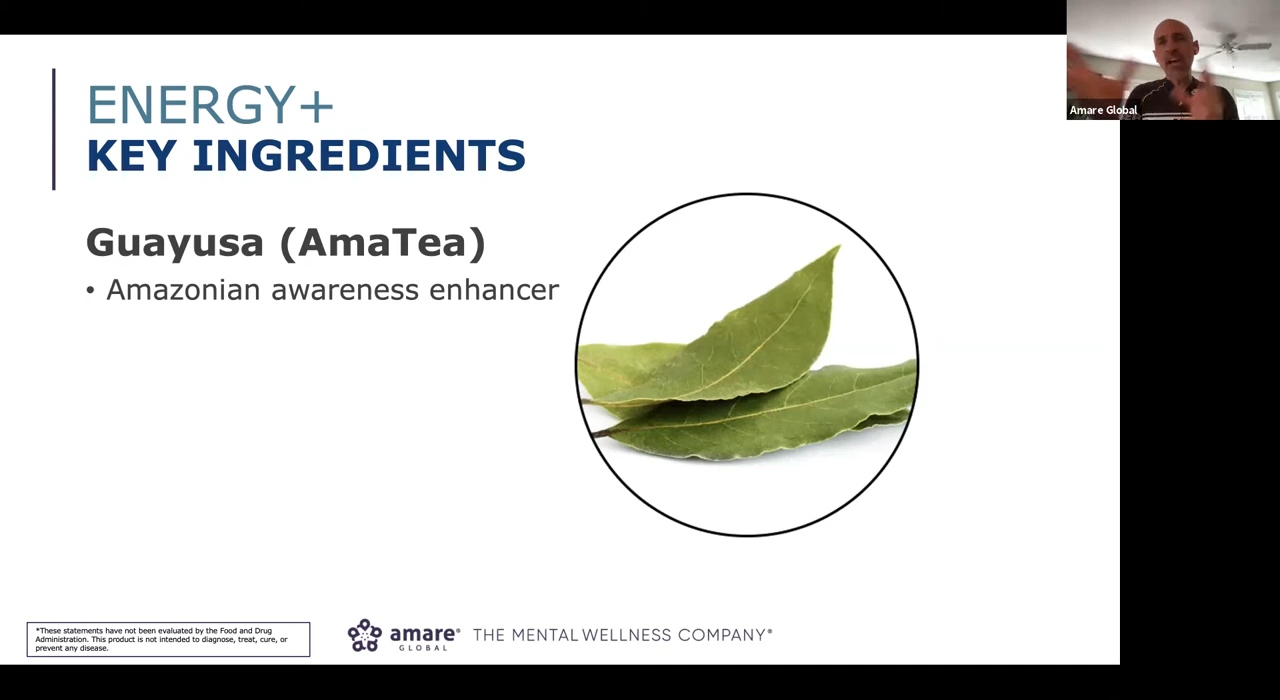 Amare Global
ENERGY+
KEY INGREDIENTS
Guayusa (AmaTea)
• Amazonian awareness enhancer
*These statements have not been evaluated by the Food and Drug
Administration. This product is not intended to diagnose, treat, cure, or
prevent any disease.
amare®
GLOBAL
THE MENTAL WELLNESS COMPANY®